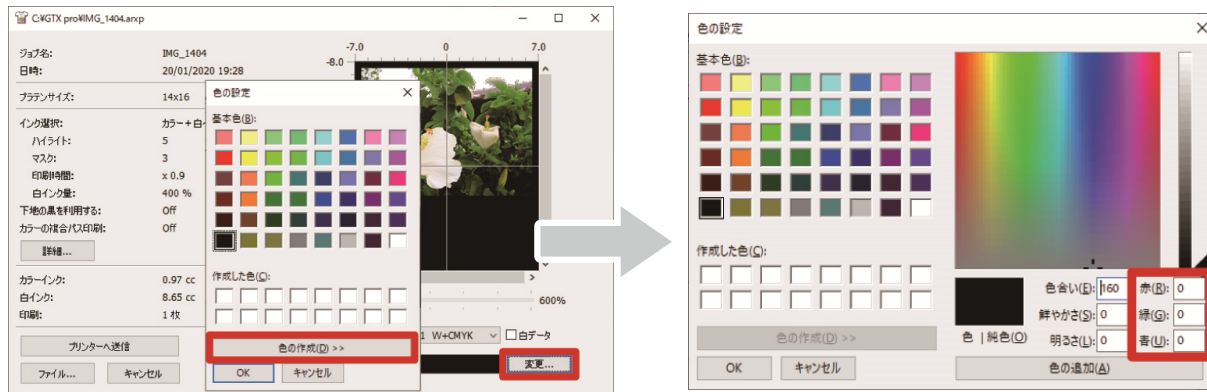 C:¥GTX pro¥IMG_1404.arxp
ジョブ名: IMG_1404
日時: 20/01/2020 19:28
プラテンサイズ: 14x16
インク選択: カラー+白
ハイライト: 5
マスク: 3
印刷時間: x 0.9
白インク量: 400 %
下地の黒を利用する: Off
カラーの複合パス印刷: Off
詳細...
カラーインク: 0.97 cc
白インク: 8.65 cc
印刷: 1 枚
プリンターへ送信
ファイル...
キャンセル
-7.0 0 7.0
-8.0
600%
1 W+CMYK
白データ
変更...
色の設定
基本色(B):
作成した色(C):
色の作成(D) >>
OK
キャンセル
色の設定
基本色(B):
作成した色(C):
色の作成(D) >>
OK
キャンセル
色 | 純色(O)
色合い(E): 160 赤(R): 0
鮮やかさ(S): 0 緑(G): 0
明るさ(L): 0 青(U): 0
色の追加(A)